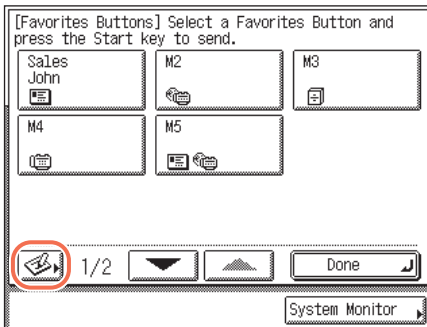 [Favorites Buttons] Select a Favorites Button and
press the Start key to send.
Sales
John
M2
M3
M4
M5
1/2
Done
System Monitor